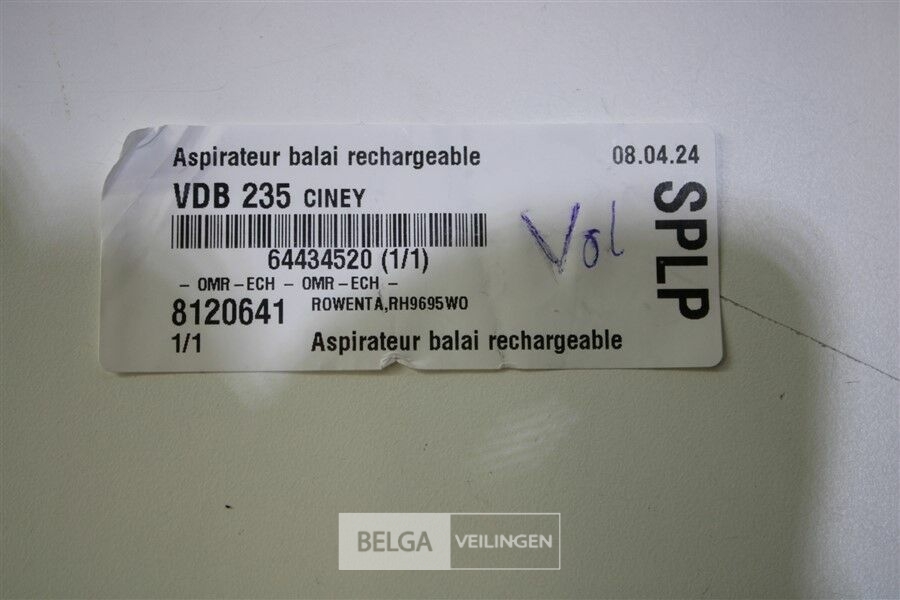 Aspirateur balai rechargeable 08.04.24
VDB 235 CINEY
64434520 (1/1)
- OMR-ECH - OMR-ECH -
8120641 ROWENTA,RH9695WO
1/1 Aspirateur balai rechargeable
SPLP
Vol
BELGA VEILINGEN